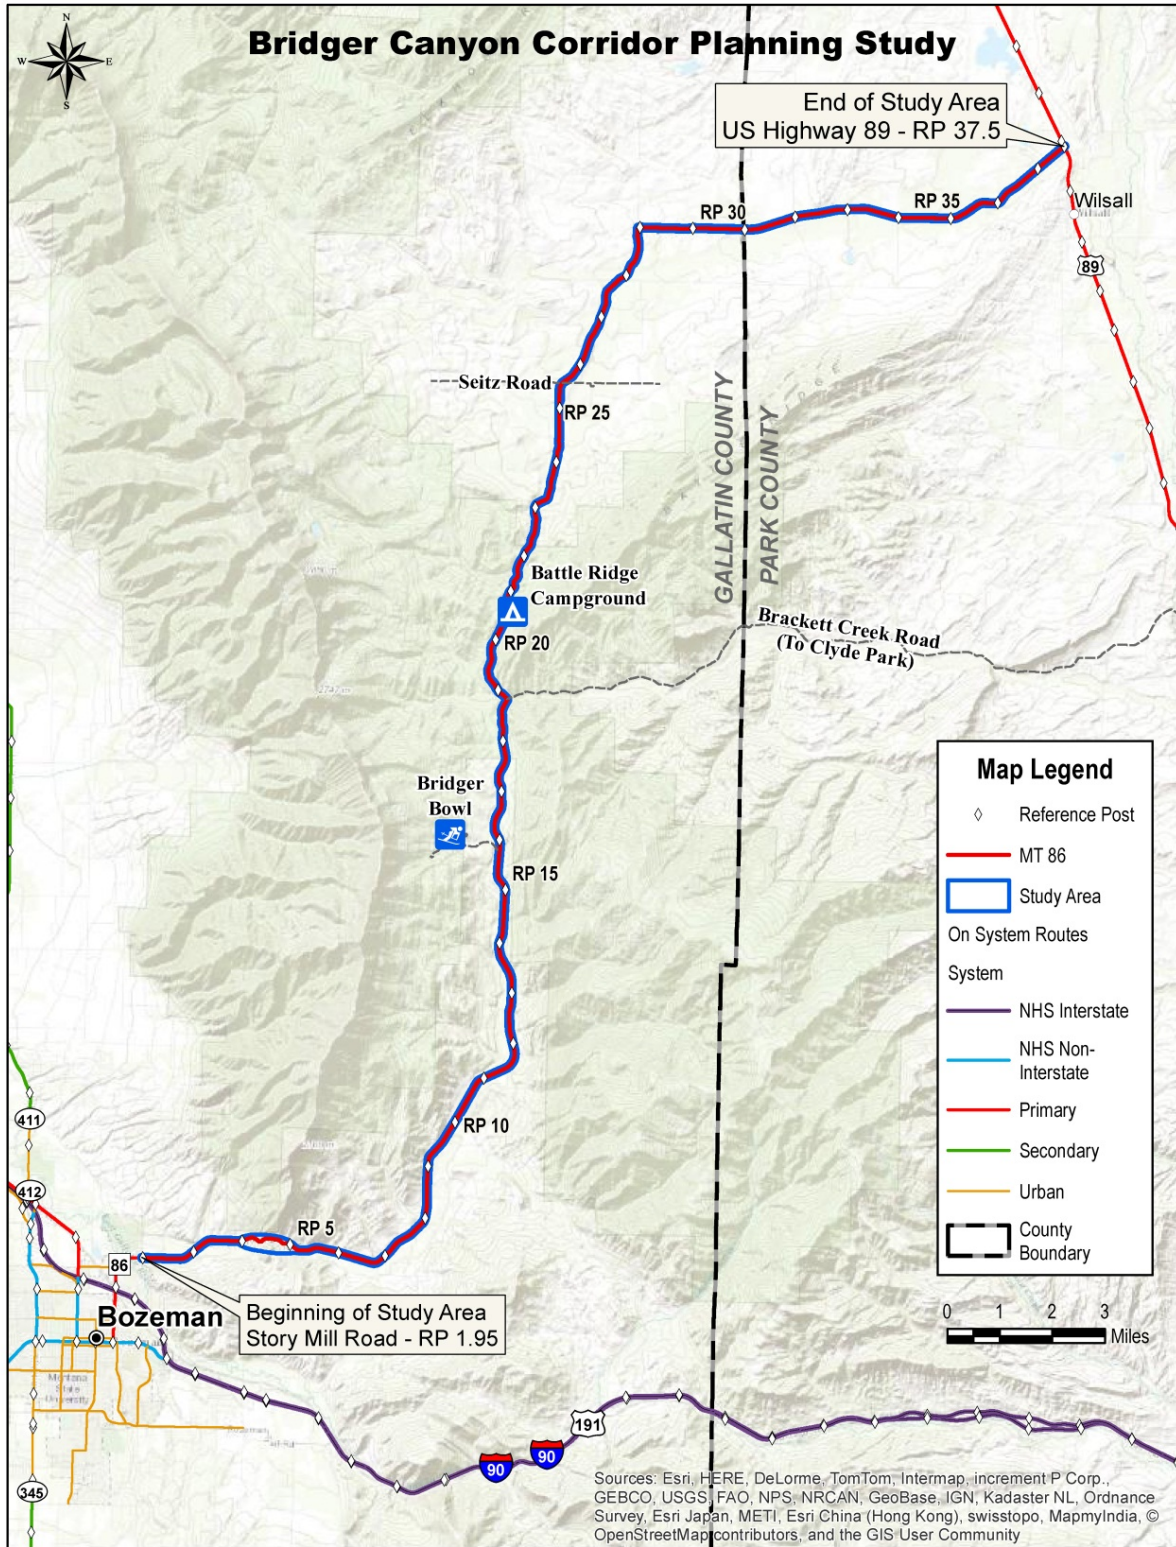 Bridger Canyon Corridor Planning Study
N
W
E
S
End of Study Area
US Highway 89 - RP 37.5
RP 30
RP 35
Wilsall
89
Seitz Road
RP 25
GALLATIN COUNTY
PARK COUNTY
Battle Ridge
Campground
RP 20
Brackett Creek Road
(To Clyde Park)
Bridger
Bowl
RP 15
RP 10
RP 5
411
412
86
Bozeman
Beginning of Study Area
Story Mill Road - RP 1.95
Montana
State
University
191
90
90
345
Map Legend
Reference Post
MT 86
Study Area
On System Routes
System
NHS Interstate
NHS Non-
Interstate
Primary
Secondary
Urban
County
Boundary
0 1 2 3
Miles
Sources: Esri, HERE, DeLorme, TomTom, Intermap, increment P Corp.,
GEBCO, USGS, FAO, NPS, NRCAN, GeoBase, IGN, Kadaster NL, Ordnance
Survey, Esri Japan, METI, Esri China (Hong Kong), swisstopo, MapmyIndia, ©
OpenStreetMap contributors, and the GIS User Community